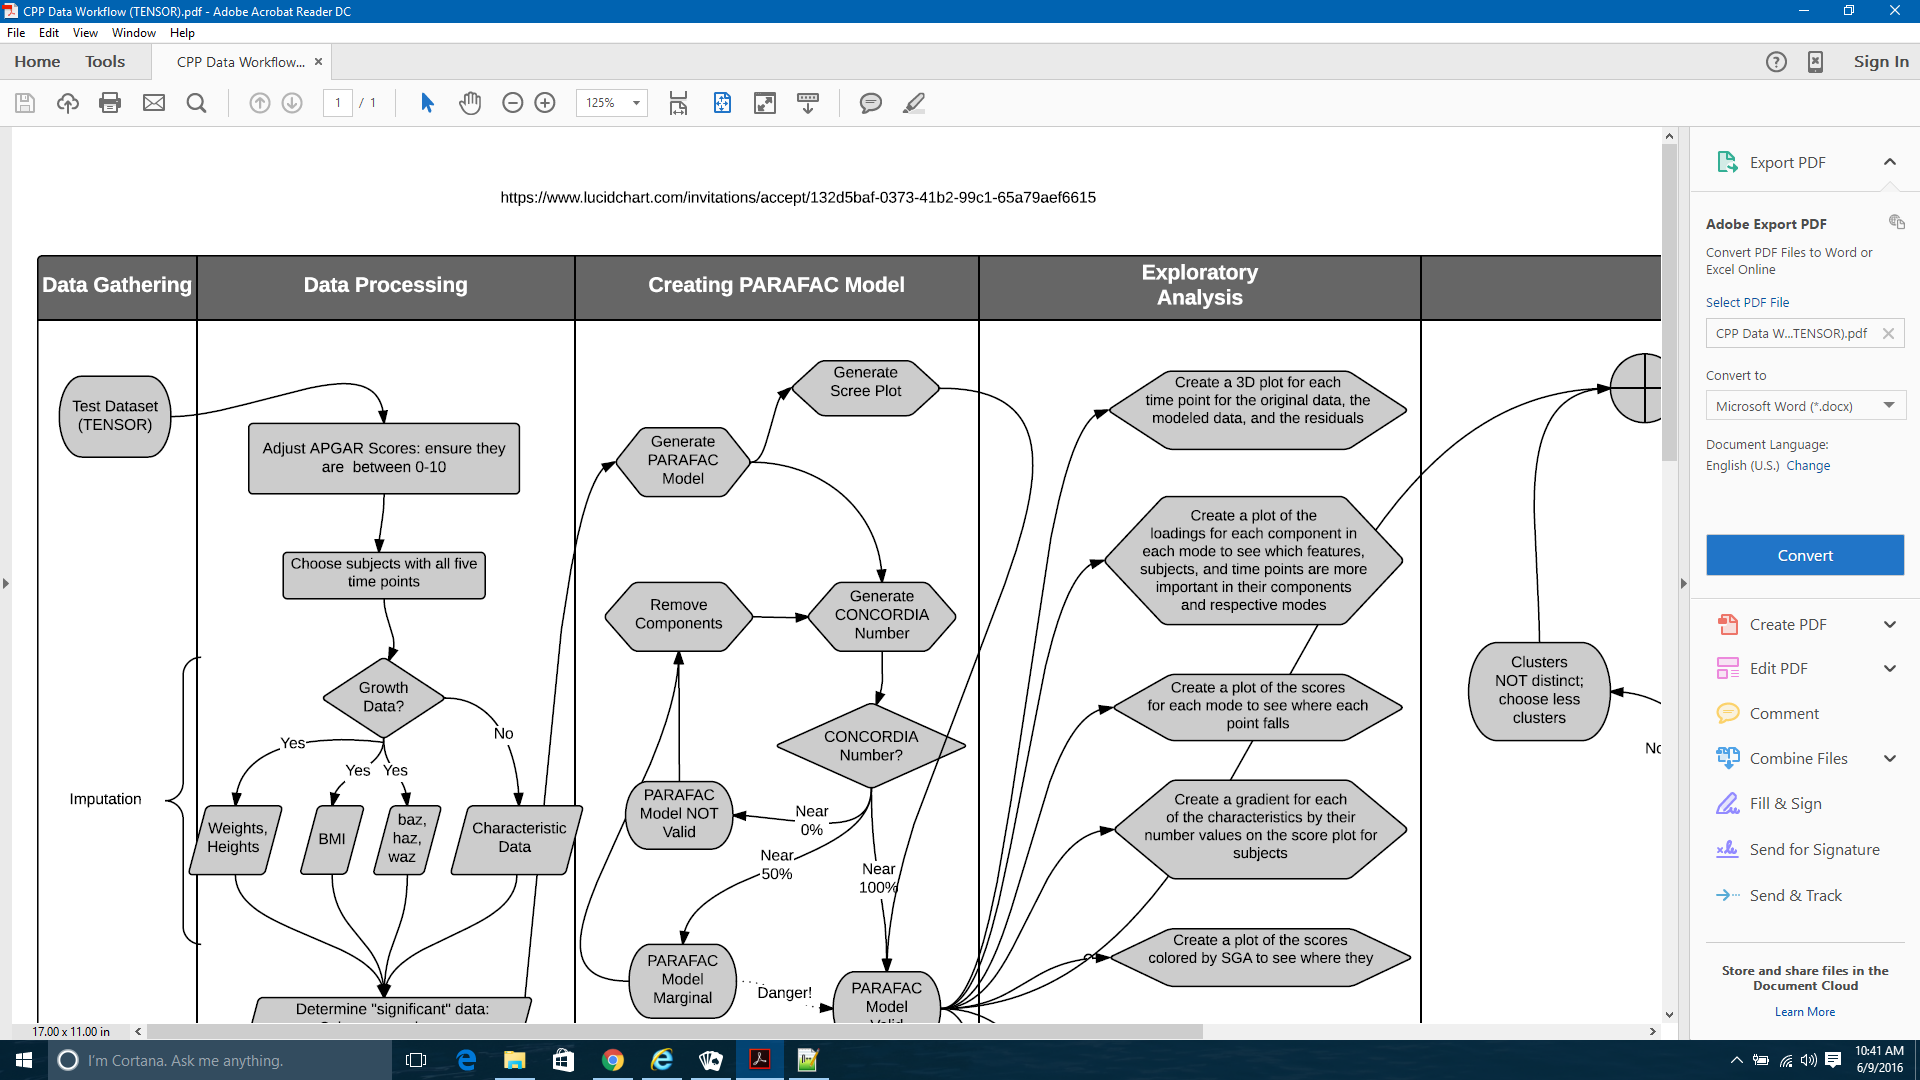 CPP Data Workflow (TENSOR).pdf - Adobe Acrobat Reader DC
File Edit View Window Help
Home Tools CPP Data Workflow... × Sign In
1 / 1 125%
https://www.lucidchart.com/invitations/accept/132d5baf-0373-41b2-99c1-65a79aef6615
Data Gathering
Data Processing
Creating PARAFAC Model
Exploratory
Analysis
Test Dataset
(TENSOR)
Imputation
Adjust APGAR Scores: ensure they
are between 0-10
Choose subjects with all five
time points
Growth
Data?
Yes
Yes
Yes
No
Weights,
Heights
BMI
baz,
haz,
waz
Characteristic
Data
Determine "significant" data:
Generate
Scree Plot
Generate
PARAFAC
Model
Remove
Components
Generate
CONCORDIA
Number
CONCORDIA
Number?
PARAFAC
Model NOT
Valid
Near
0%
Near
50%
Near
100%
PARAFAC
Model
Marginal
Danger!
PARAFAC
Model
Valid
Create a 3D plot for each
time point for the original data, the
modeled data, and the residuals
Create a plot of the
loadings for each component in
each mode to see which features,
subjects, and time points are more
important in their components
and respective modes
Create a plot of the scores
for each mode to see where each
point falls
Create a gradient for each
of the characteristics by their
number values on the score plot for
subjects
Create a plot of the scores
colored by SGA to see where they
Clusters
NOT distinct;
choose less
clusters
No
17.00 x 11.00 in
Export PDF
Adobe Export PDF
Convert PDF Files to Word or
Excel Online
Select PDF File
CPP Data W...TENSOR).pdf
Convert to
Microsoft Word (*.docx)
Document Language:
English (U.S.) Change
Convert
Create PDF
Edit PDF
Comment
Combine Files
Fill & Sign
Send for Signature
Send & Track
Store and share files in the
Document Cloud
Learn More
I'm Cortana. Ask me anything.
10:41 AM
6/9/2016